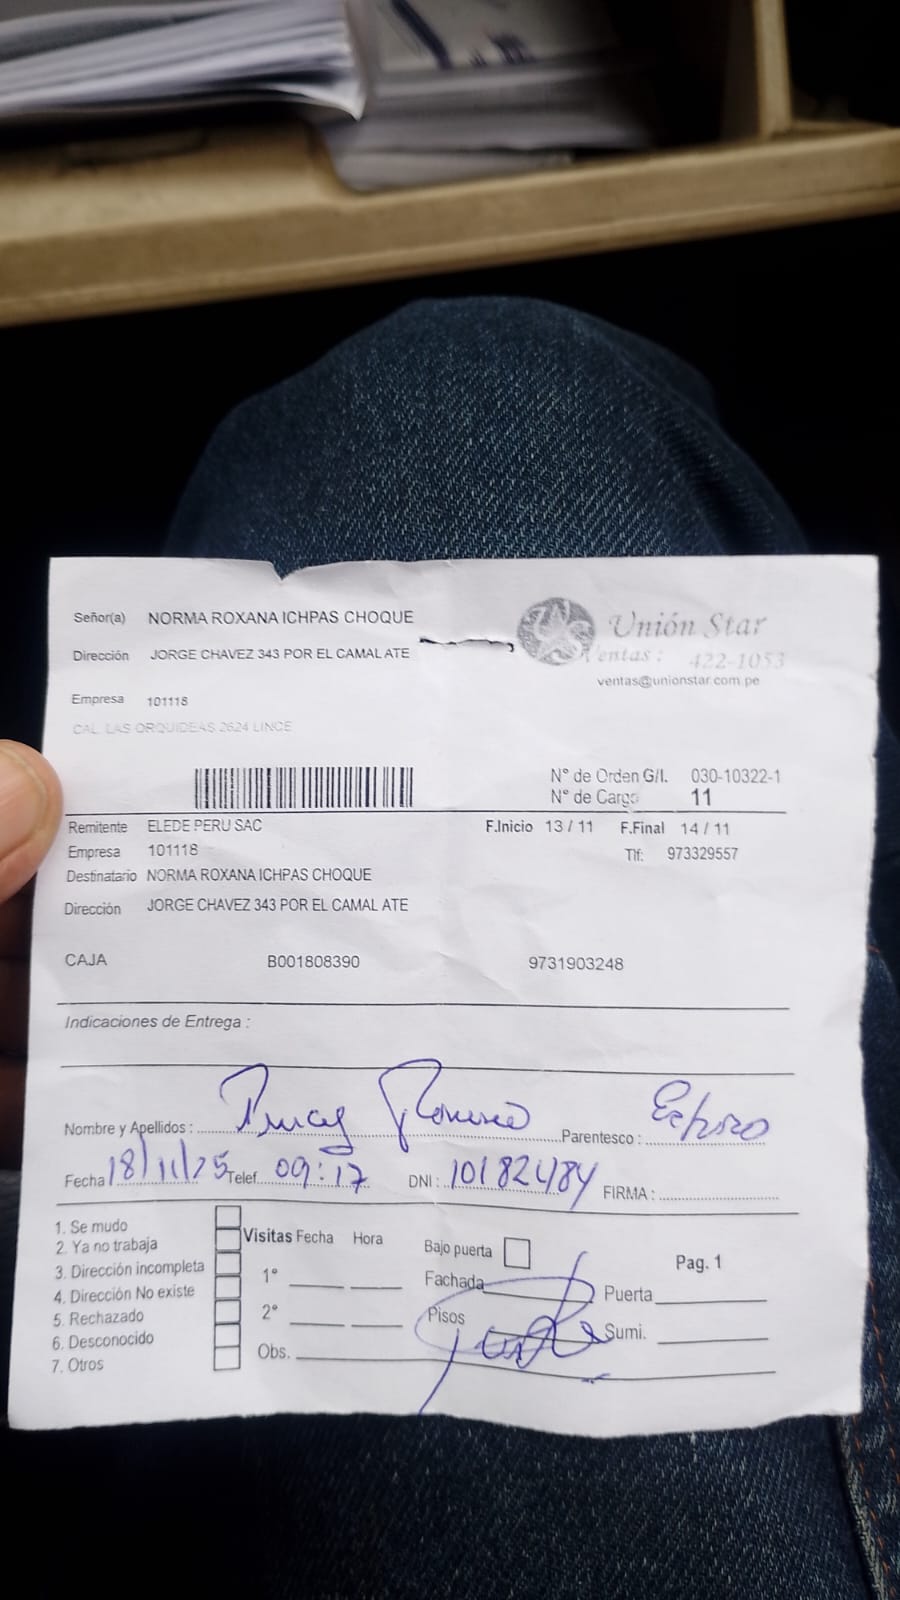 Señor(a) NORMA ROXANA ICHPAS CHOQUE
Unión Star
Dirección JORGE CHAVEZ 343 POR EL CAMAL ATE
Ventas : 422-1053
ventas@unionstar.com.pe
Empresa 101118
CAL. LAS ORQUIDEAS 2624 LINCE
N° de Orden G/I. 030-10322-1
N° de Cargo 11
Remitente ELEDE PERU SAC F.Inicio 13 / 11 F.Final 14 / 11
Empresa 101118 Tlf: 973329557
Destinatario NORMA ROXANA ICHPAS CHOQUE
Dirección JORGE CHAVEZ 343 POR EL CAMAL ATE
CAJA B001808390 9731903248
Indicaciones de Entrega :
Nombre y Apellidos : Romero Parentesco : Esposo
Fecha 18/11/25 Telef. 09:17 DNI : 10182484 FIRMA :
1. Se mudo
2. Ya no trabaja
3. Dirección incompleta
4. Dirección No existe
5. Rechazado
6. Desconocido
7. Otros
Visitas Fecha Hora
1°
2°
Obs.
Bajo puerta
Fachada
Pisos
Pag. 1
Puerta
Sumi.